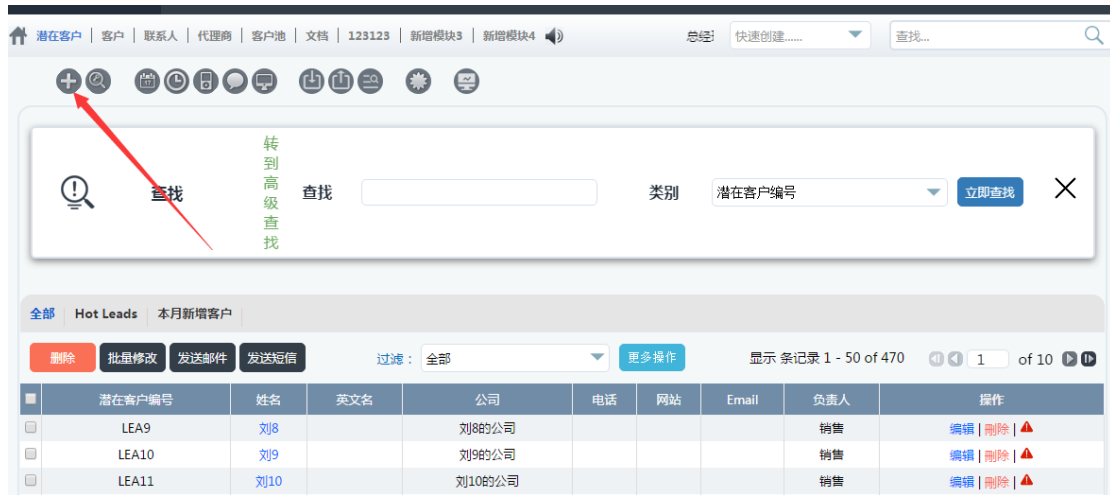 潜在客户 | 客户 | 联系人 | 代理商 | 客户池 | 文档 | 123123 | 新增模块3 | 新增模块4 总经 快速创建...... 查找...
转到高级查找
查找 查找 类别 潜在客户编号 立即查找
全部 Hot Leads 本月新增客户
删除 批量修改 发送邮件 发送短信 过滤： 全部 更多操作 显示 条记录 1 - 50 of 470 1 of 10
潜在客户编号 姓名 英文名 公司 电话 网站 Email 负责人 操作
LEA9 刘8 刘8的公司 销售 编辑 | 删除 |
LEA10 刘9 刘9的公司 销售 编辑 | 删除 |
LEA11 刘10 刘10的公司 销售 编辑 | 删除 |